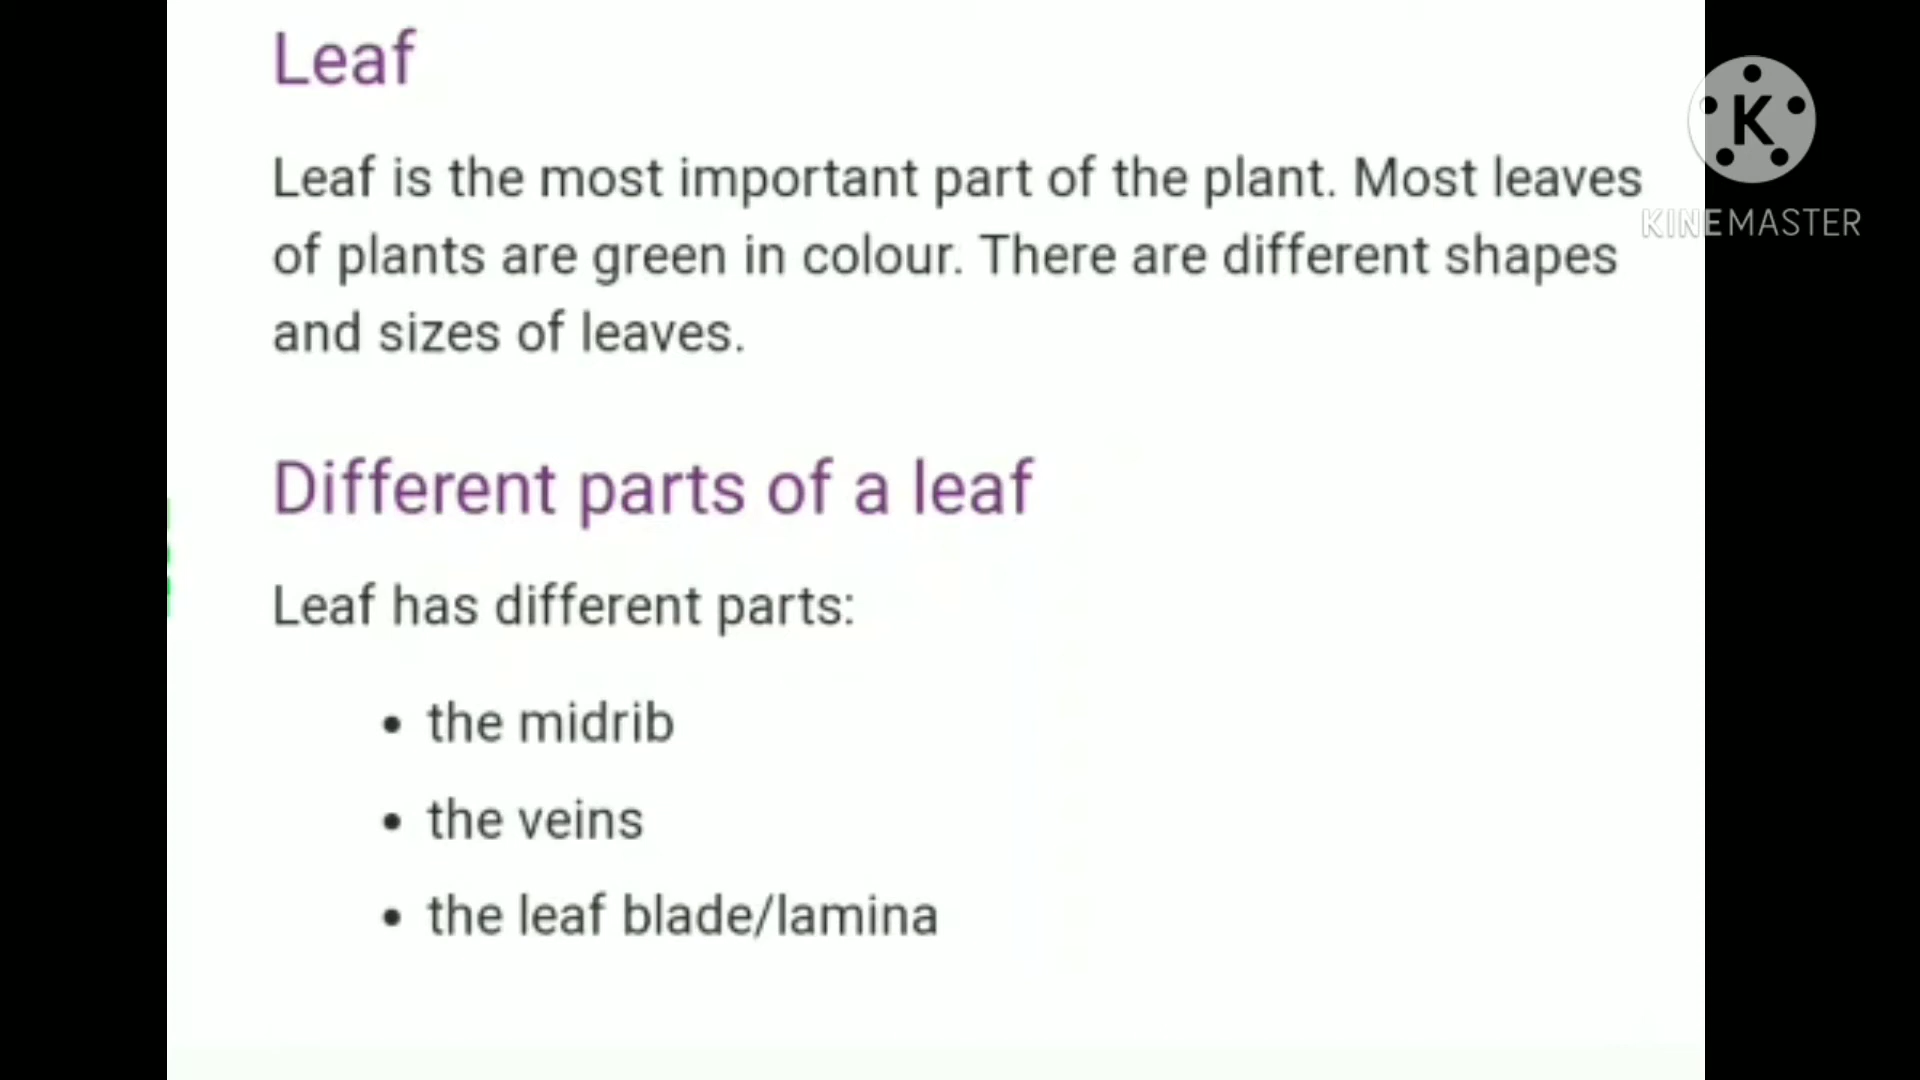 Leaf
Leaf is the most important part of the plant. Most leaves
of plants are green in colour. There are different shapes
and sizes of leaves.
Different parts of a leaf
Leaf has different parts:
• the midrib
• the veins
• the leaf blade/lamina
K
KINEMASTER